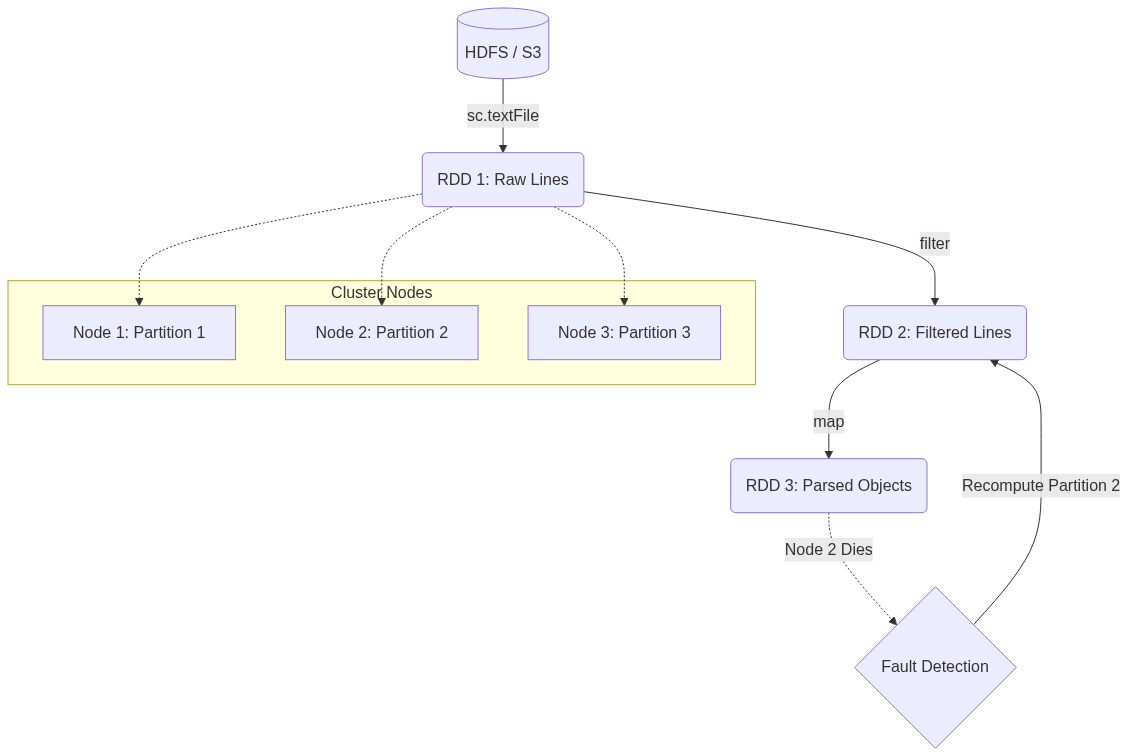 HDFS / S3
sc.textFile
RDD 1: Raw Lines
filter
Cluster Nodes
Node 1: Partition 1
Node 2: Partition 2
Node 3: Partition 3
RDD 2: Filtered Lines
map
RDD 3: Parsed Objects
Recompute Partition 2
Node 2 Dies
Fault Detection